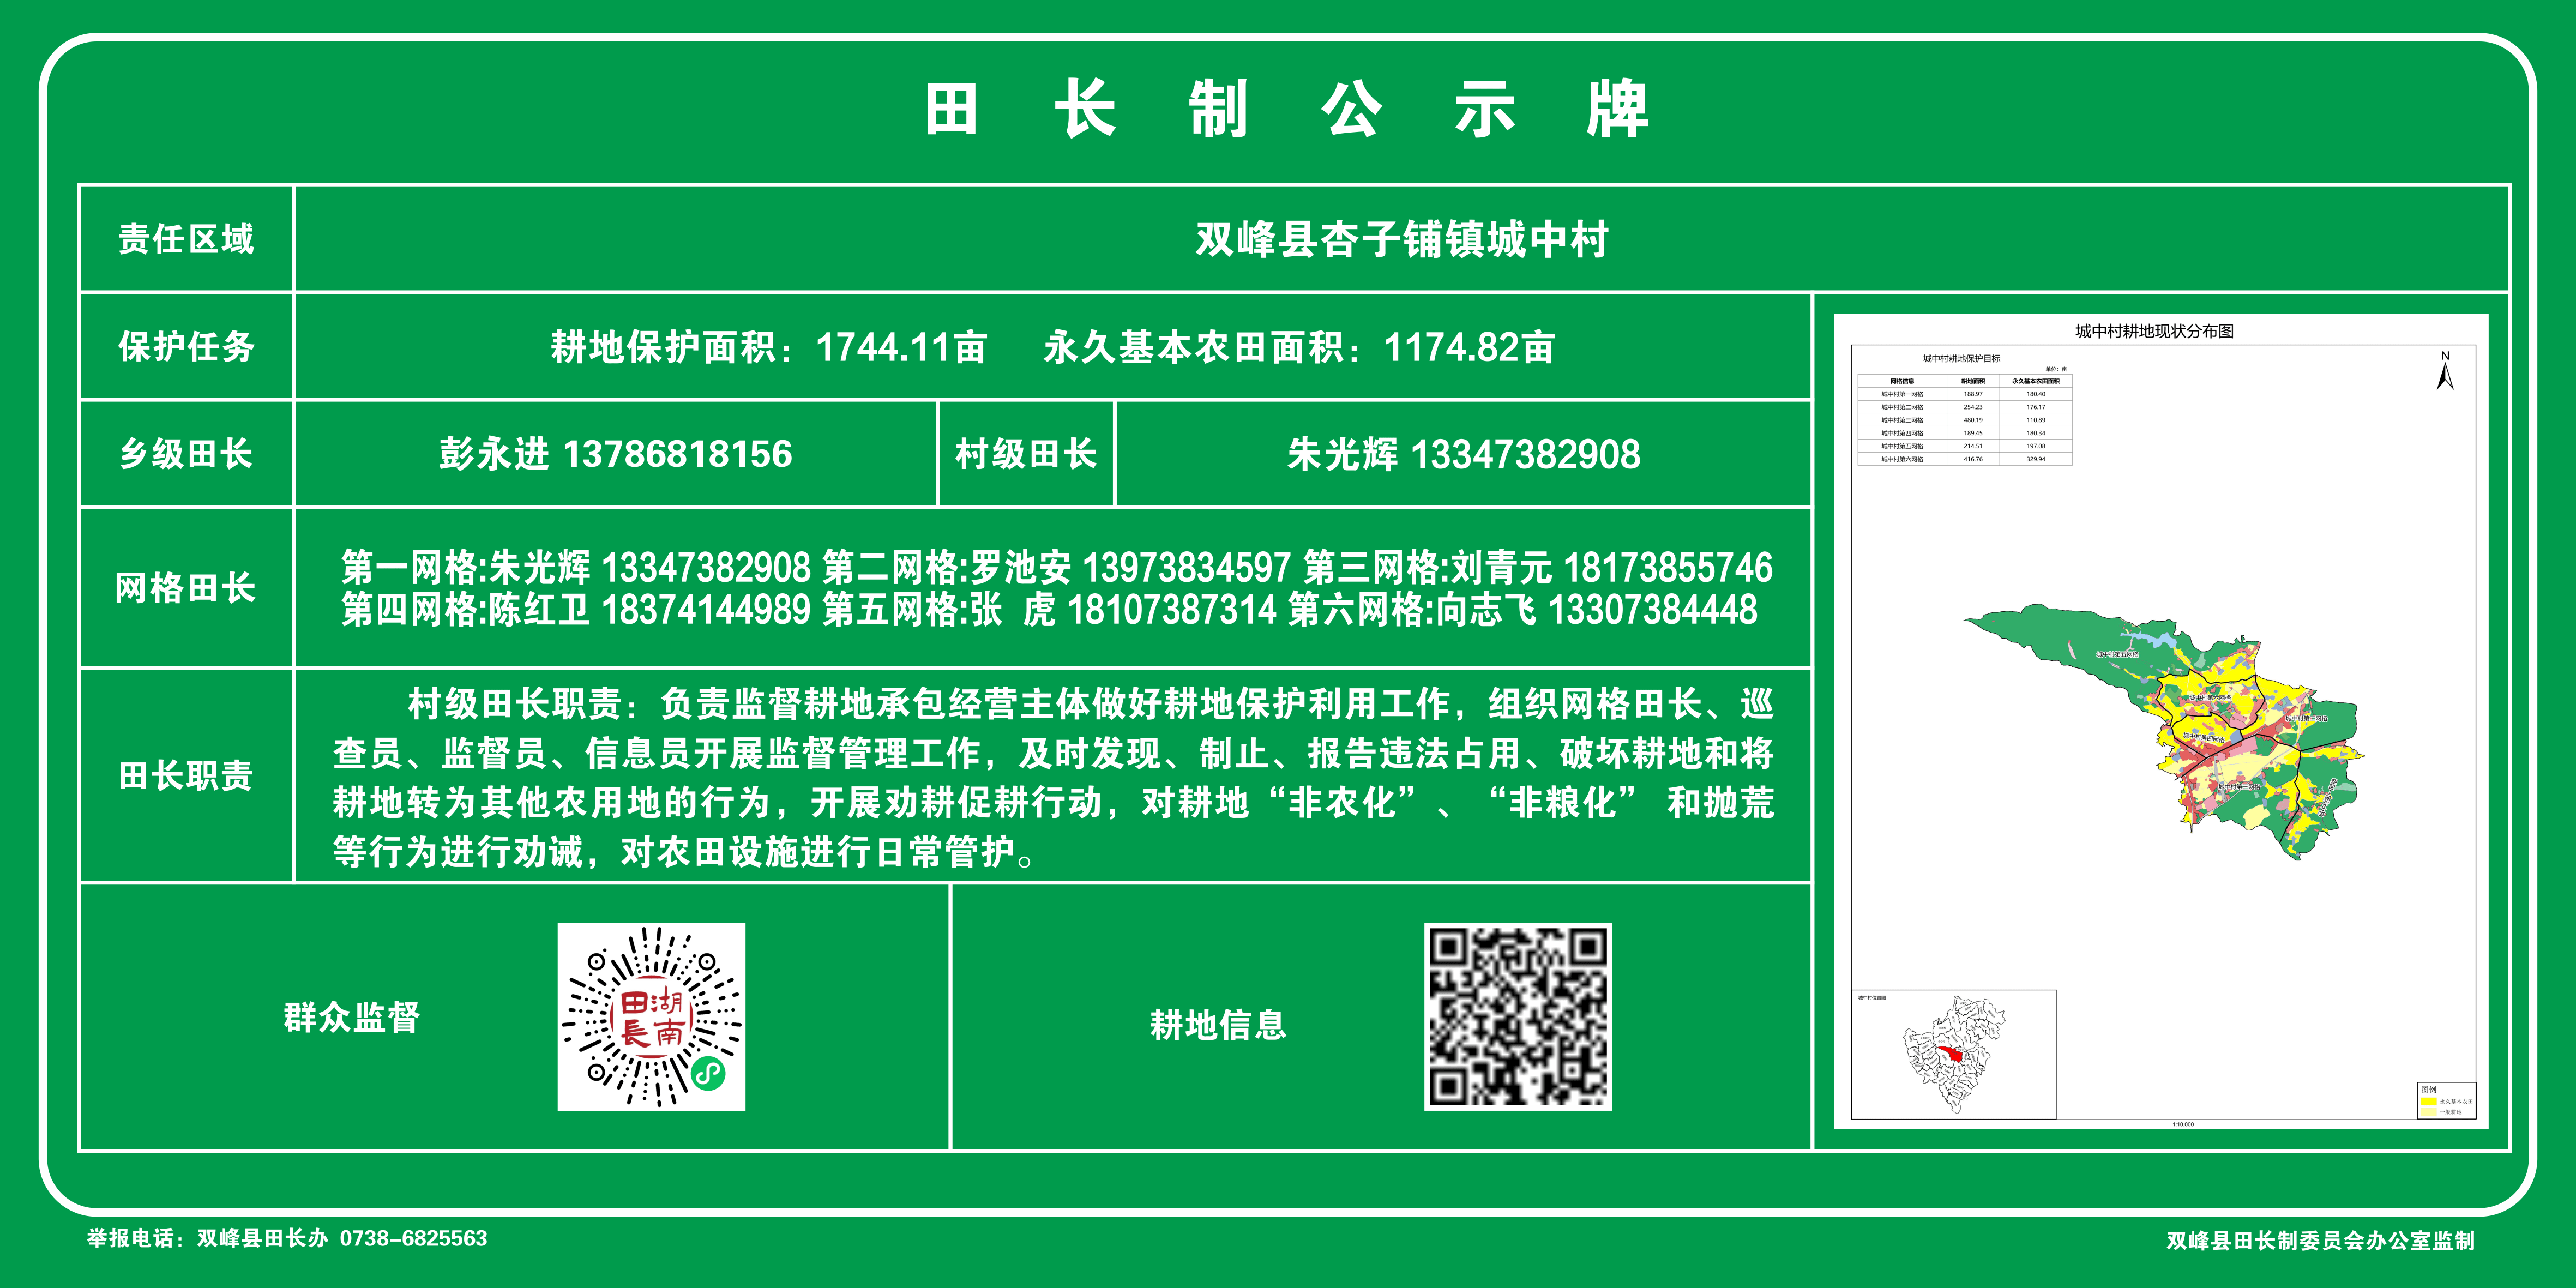 田长制公示牌
责任区域
双峰县杏子铺镇城中村
保护任务
耕地保护面积：1744.11亩 永久基本农田面积：1174.82亩
乡级田长
彭永进 13786818156
村级田长
朱光辉 13347382908
网格田长
第一网格:朱光辉 13347382908 第二网格:罗池安 13973834597 第三网格:刘青元 18173855746
第四网格:陈红卫 18374144989 第五网格:张 虎 18107387314 第六网格:向志飞 13307384448
田长职责
村级田长职责：负责监督耕地承包经营主体做好耕地保护利用工作，组织网格田长、巡
查员、监督员、信息员开展监督管理工作，及时发现、制止、报告违法占用、破坏耕地和将
耕地转为其他农用地的行为，开展劝耕促耕行动，对耕地“非农化”、“非粮化” 和抛荒
等行为进行劝诫，对农田设施进行日常管护。
群众监督
湖南
田長
耕地信息
城中村耕地现状分布图
城中村耕地保护目标
单位：亩
网格信息 耕地面积 永久基本农田面积
城中村第一网格 188.97 180.40
城中村第二网格 254.23 176.17
城中村第三网格 480.19 110.89
城中村第四网格 189.45 180.34
城中村第五网格 214.51 197.08
城中村第六网格 416.76 329.94
N
城中村第五网格
城中村第六网格
城中村第四网格
城中村第三网格
城中村位置图
图例
永久基本农田
一般耕地
1:10,000
举报电话：双峰县田长办 0738-6825563
双峰县田长制委员会办公室监制